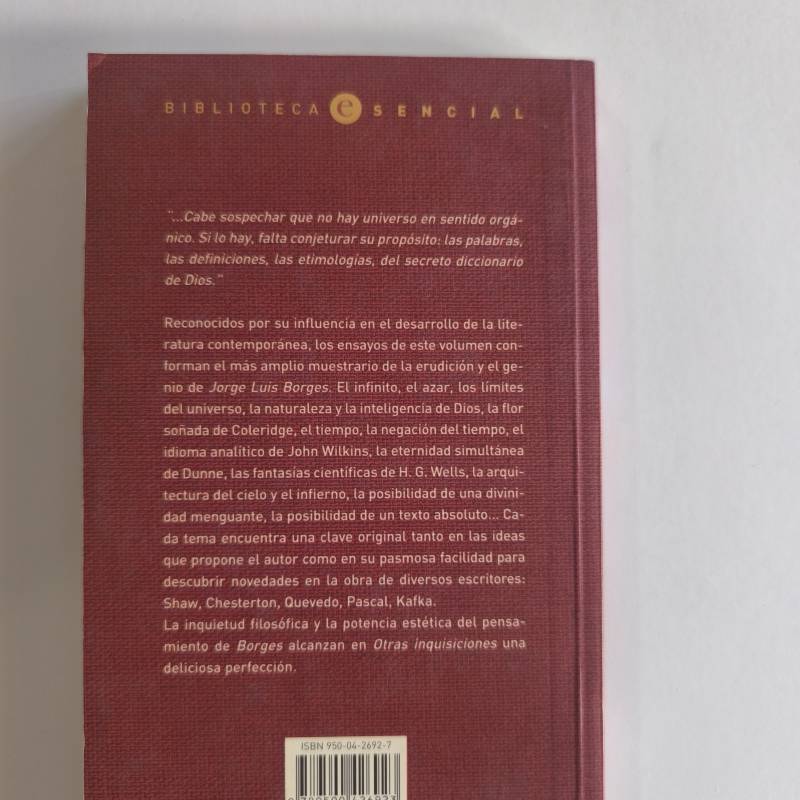 BIBLIOTECA eSENCIAL
"...Cabe sospechar que no hay universo en sentido orgá-
nico. Si lo hay, falta conjeturar su propósito: las palabras,
las definiciones, las etimologías, del secreto diccionario
de Dios."
Reconocidos por su influencia en el desarrollo de la lite-
ratura contemporánea, los ensayos de este volumen con-
forman el más amplio muestrario de la erudición y el ge-
nio de Jorge Luis Borges. El infinito, el azar, los límites
del universo, la naturaleza y la inteligencia de Dios, la flor
soñada de Coleridge, el tiempo, la negación del tiempo, el
idioma analítico de John Wilkins, la eternidad simultánea
de Dunne, las fantasías científicas de H. G. Wells, la arqui-
tectura del cielo y el infierno, la posibilidad de una divini-
dad menguante, la posibilidad de un texto absoluto... Ca-
da tema encuentra una clave original tanto en las ideas
que propone el autor como en su pasmosa facilidad para
descubrir novedades en la obra de diversos escritores:
Shaw, Chesterton, Quevedo, Pascal, Kafka.
La inquietud filosófica y la potencia estética del pensa-
miento de Borges alcanzan en Otras inquisiciones una
deliciosa perfección.
ISBN 950-04-2692-7